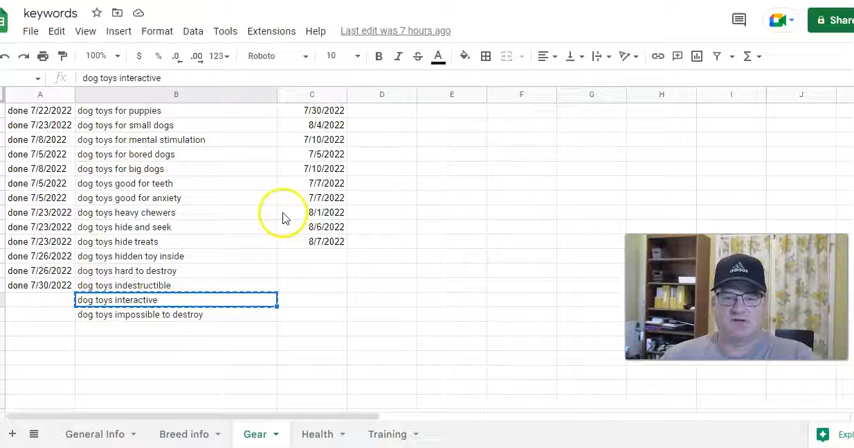 keywords
File Edit View Insert Format Data Tools Extensions Help Last edit was 7 hours ago
Share
100% $ % .0 .00 123 Roboto 10 B I S A
fx dog toys interactive
A B C D E F G H I J
done 7/22/2022 dog toys for puppies 7/30/2022
done 7/23/2022 dog toys for small dogs 8/4/2022
done 7/8/2022 dog toys for mental stimulation 7/10/2022
done 7/5/2022 dog toys for bored dogs 7/5/2022
done 7/8/2022 dog toys for big dogs 7/10/2022
done 7/5/2022 dog toys good for teeth 7/7/2022
done 7/5/2022 dog toys good for anxiety 7/7/2022
done 7/23/2022 dog toys heavy chewers 8/1/2022
done 7/23/2022 dog toys hide and seek 8/6/2022
done 7/23/2022 dog toys hide treats 8/7/2022
done 7/26/2022 dog toys hidden toy inside
done 7/26/2022 dog toys hard to destroy
done 7/30/2022 dog toys indestructible
dog toys interactive
dog toys impossible to destroy
General Info Breed info Gear Health Training Expl